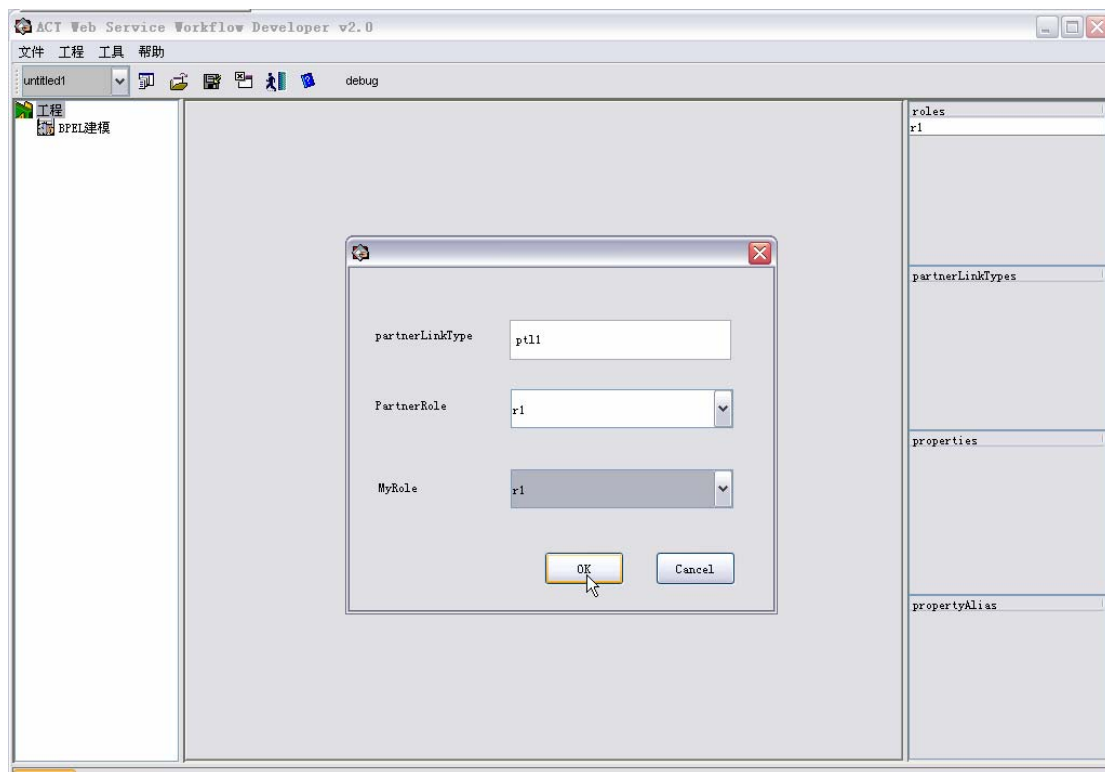 ACT Web Service Workflow Developer v2.0
文件 工程 工具 帮助
untitled1 debug
工程
BPEL建模
roles
r1
partnerLinkType ptl1
PartnerRole r1
MyRole r1
OK Cancel
partnerLinkTypes
properties
propertyAlias